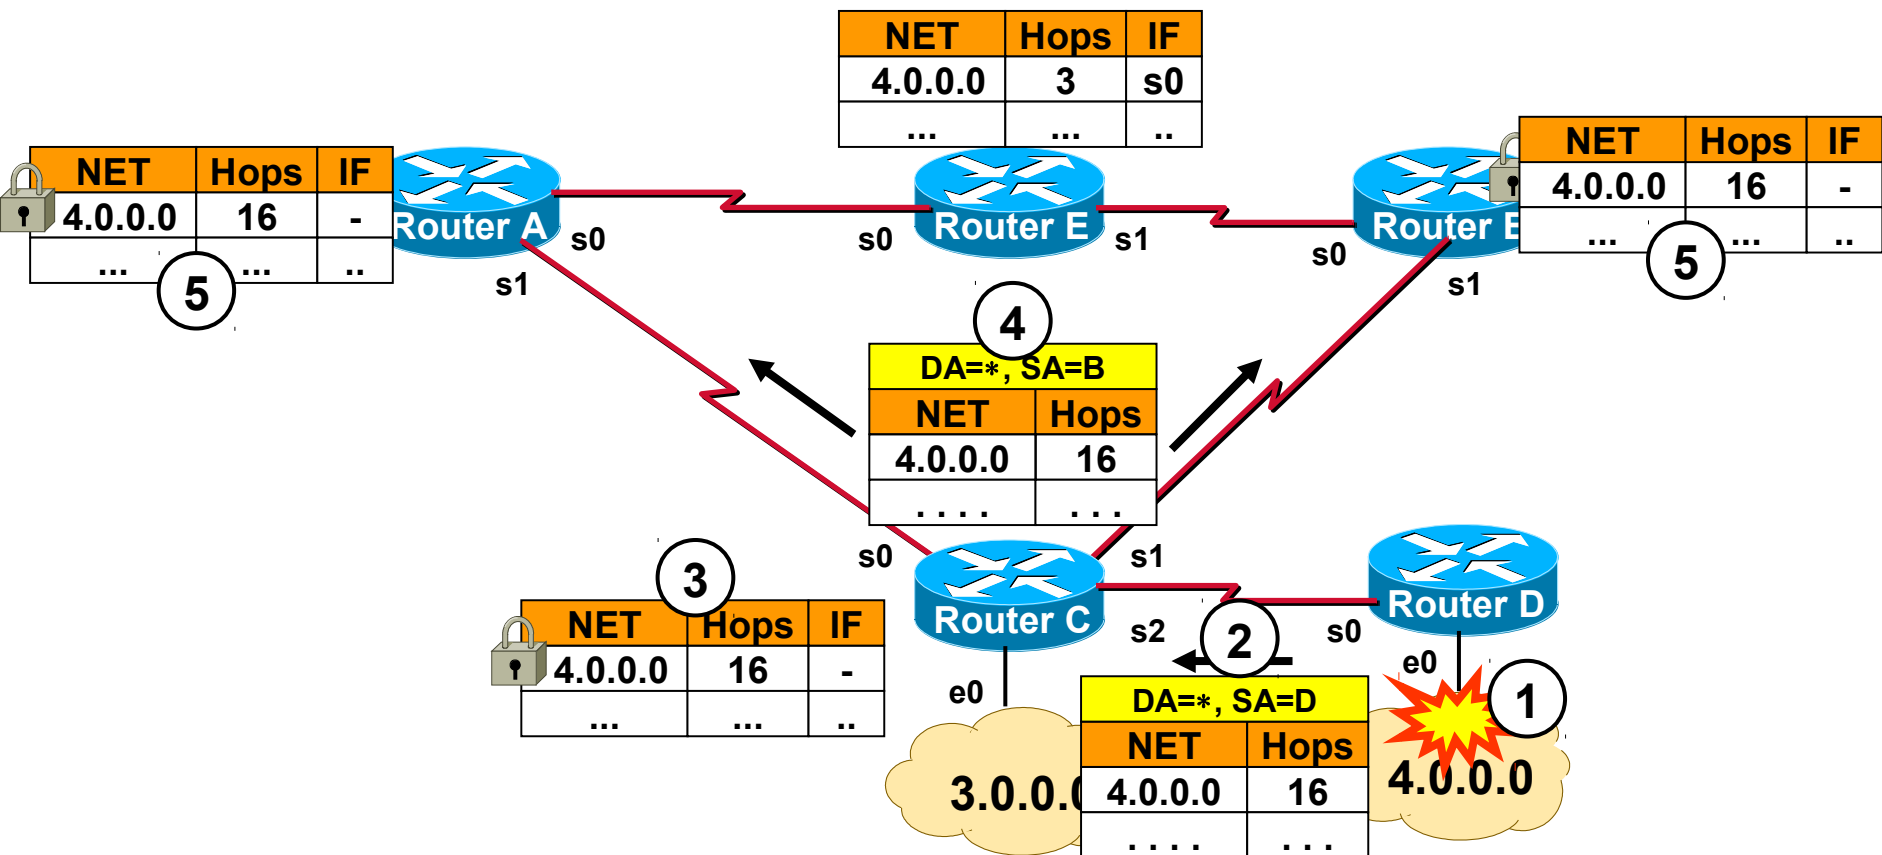 NET Hops IF
4.0.0.0 3 s0
... ... ..
NET Hops IF
4.0.0.0 16 -
... ... ..
5
Router A
s0
s1
s0
Router E
s1
s0
Router
s1
NET Hops IF
4.0.0.0 16 -
... ... ..
5
4
DA=*, SA=B
NET Hops
4.0.0.0 16
. . . . . . .
s0
s1
Router C
s2
e0
3
NET Hops IF
4.0.0.0 16 -
... ... ..
2
s0
Router D
e0
1
3.0.0.
4.0.0.0
DA=*, SA=D
NET Hops
4.0.0.0 16
. . . . . . .